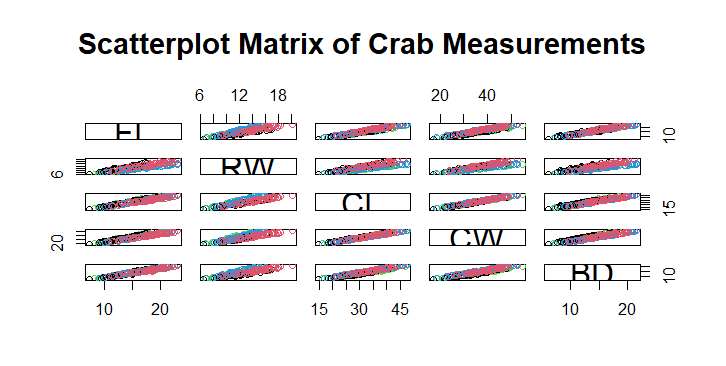 Scatterplot Matrix of Crab Measurements
6 12 18 20 40
FL 10
6 RW
CL 15
20 CW
BD 10
10 20 15 30 45 10 20